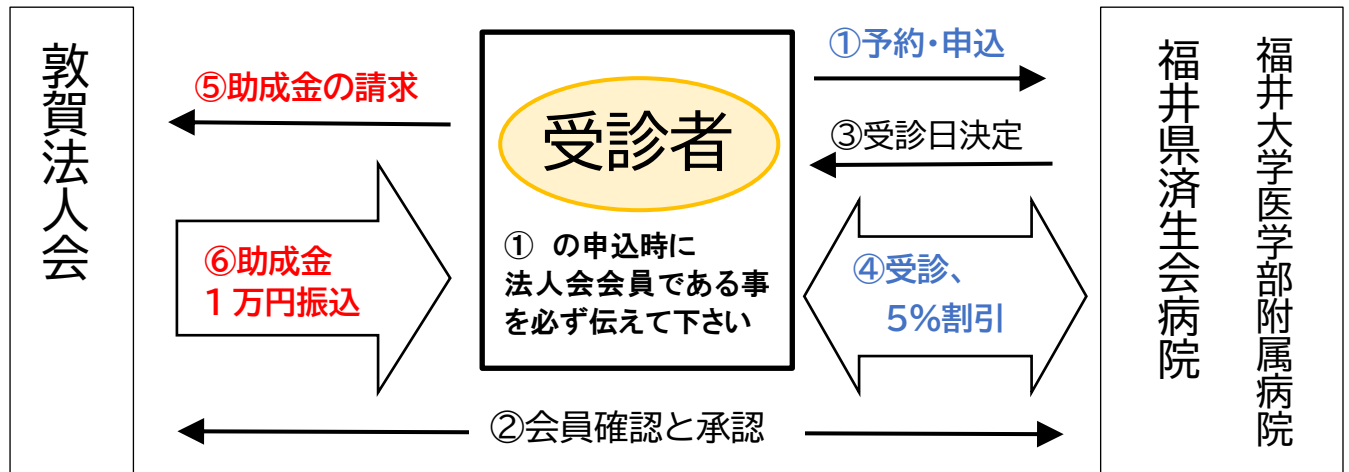 敦賀法人会
⑤助成金の請求
⑥助成金
1万円振込
受診者
① の申込時に
法人会会員である事
を必ず伝えて下さい
①予約・申込
③受診日決定
④受診、
5%割引
②会員確認と承認
福井大学医学部附属病院
福井県済生会病院